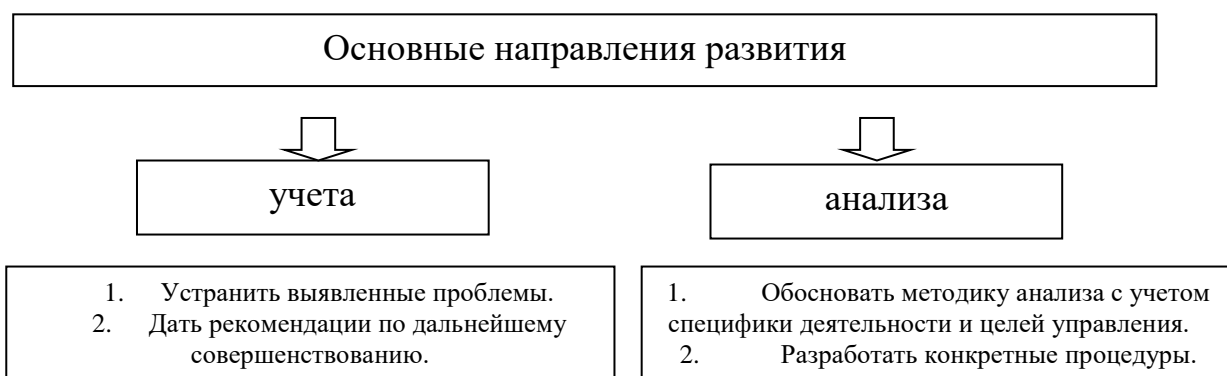 Основные направления развития
учета
анализа
1. Устранить выявленные проблемы.
2. Дать рекомендации по дальнейшему
совершенствованию.
1. Обосновать методику анализа с учетом
специфики деятельности и целей управления.
2. Разработать конкретные процедуры.